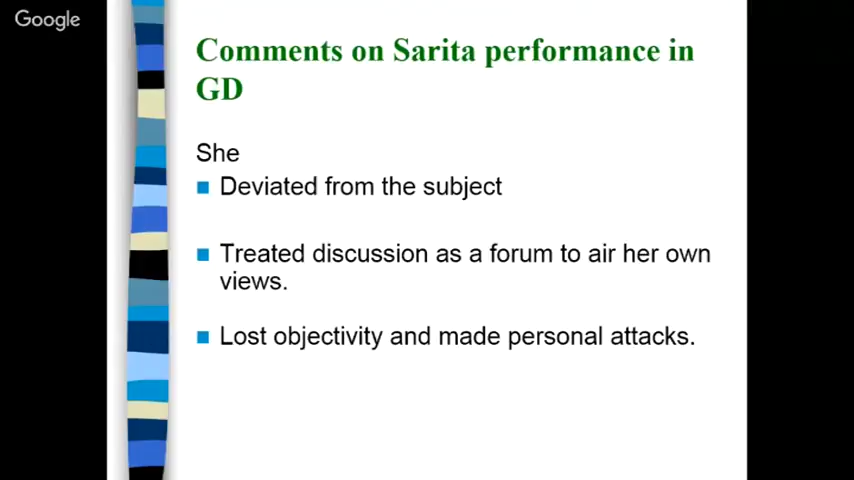 Google
Comments on Sarita performance in
GD
She
Deviated from the subject
Treated discussion as a forum to air her own
views.
Lost objectivity and made personal attacks.